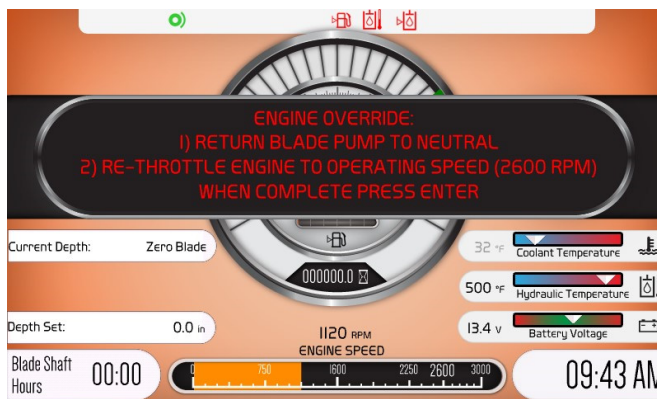 ENGINE OVERRIDE:
1) RETURN BLADE PUMP TO NEUTRAL
2) RE-THROTTLE ENGINE TO OPERATING SPEED (2600 RPM)
WHEN COMPLETE PRESS ENTER
Current Depth: Zero Blade
32 °F Coolant Temperature
000000.0
500 °F Hydraulic Temperature
Depth Set: 0.0 in
1120 RPM
13.4 V Battery Voltage
ENGINE SPEED
Blade Shaft
Hours 00:00
0 750 1600 2250 2600 3000
09:43 AM